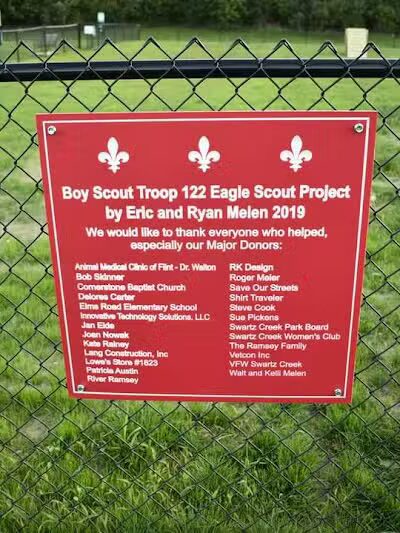 Boy Scout Troop 122 Eagle Scout Project
by Eric and Ryan Melen 2019
We would like to thank everyone who helped,
especially our Major Donors:
Animal Medical Clinic of Flint - Dr. Walton
Bob Skinner
Cornerstone Baptist Church
Delores Carter
Elms Road Elementary School
Innovative Technology Solutions, LLC
Jan Eide
Joan Nowak
Kate Rainey
Lang Construction, Inc
Lowe's Store #1623
Patricia Austin
River Ramsey
RK Design
Roger Meier
Save Our Streets
Shirt Traveler
Steve Cook
Sue Pickens
Swartz Creek Park Board
Swartz Creek Women's Club
The Ramsey Family
Vetcon Inc
VFW Swartz Creek
Walt and Kelli Melen